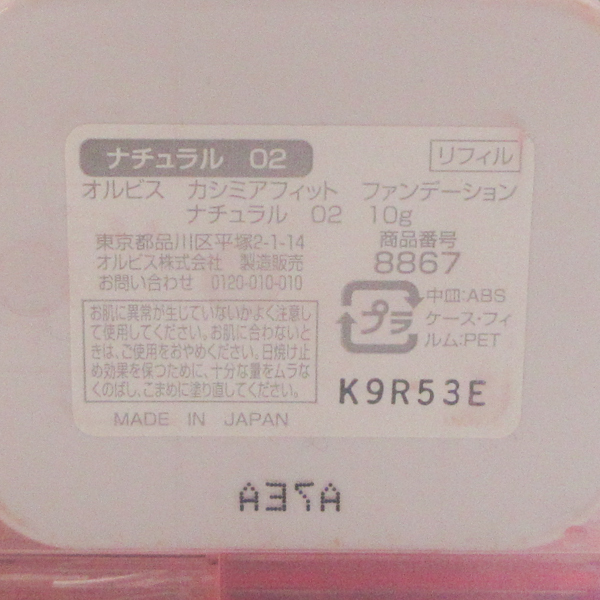 ナチュラル 02
リフィル
オルビス カシミアフィット ファンデーション
ナチュラル 02 10g
東京都品川区平塚2-1-14
オルビス株式会社 製造販売
お問い合わせ 0120-010-010
商品番号
8867
お肌に異常が生じていないかよく注意し
て使用してください。お肌に合わないと
きは、ご使用をおやめください。日焼け止
め効果を保つために、十分な量をムラな
くのばし、こまめに塗り直してください。
プラ
中皿:ABS
ケース・フィ
ルム:PET
K9R53E
MADE IN JAPAN
A37A